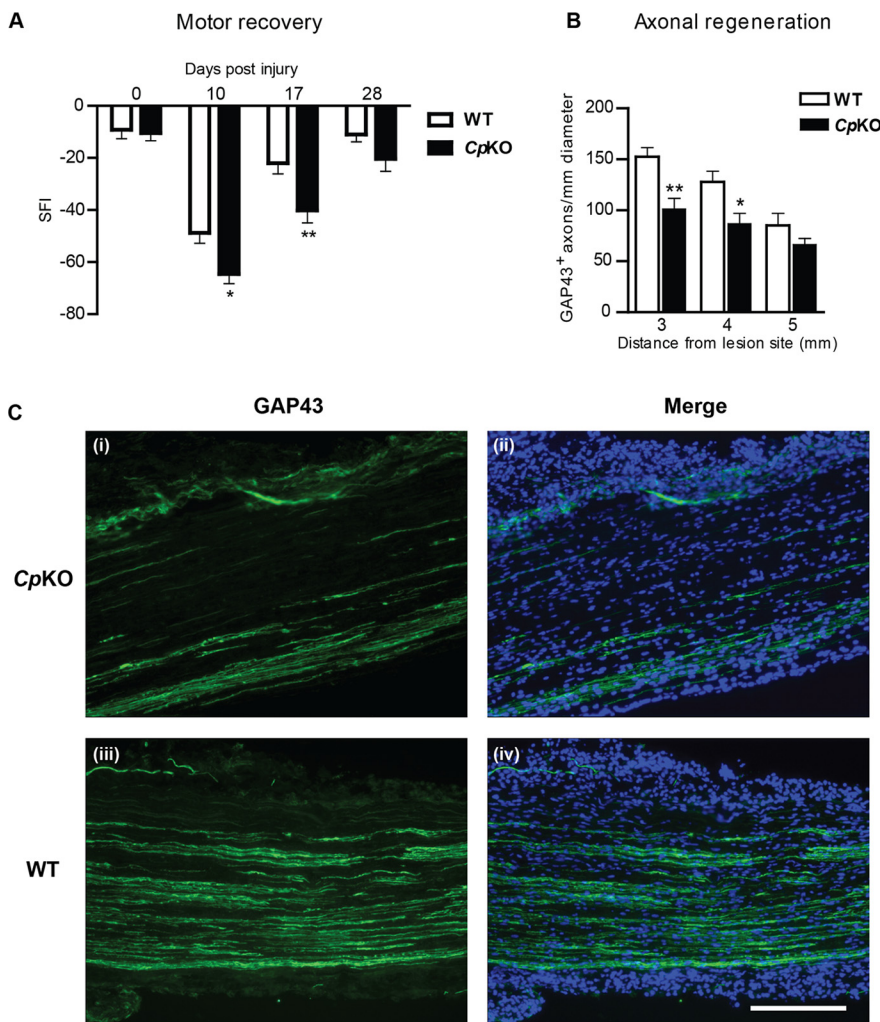 A
Motor recovery
Days post injury
0 10 17 28
0
-20
-40
-60
-80
SFI
WT
CpKO
*
**
B
Axonal regeneration
200
150
100
50
0
GAP43+ axons/mm diameter
WT
CpKO
**
*
3 4 5
Distance from lesion site (mm)
C
GAP43 Merge
CpKO
(i) (ii)
WT
(iii) (iv)